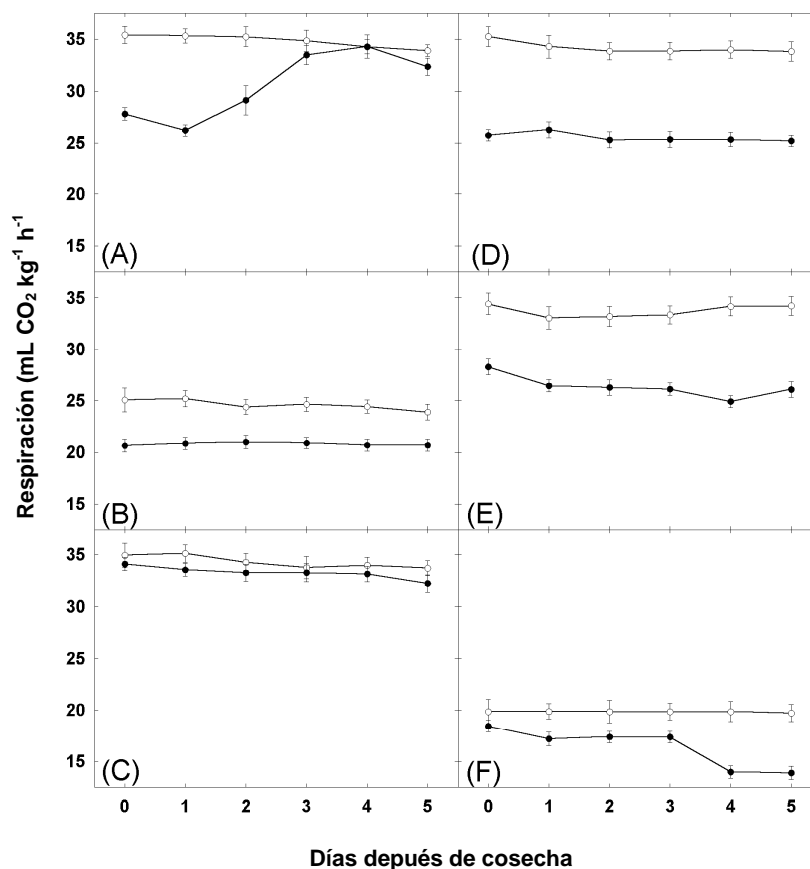 35
30
25
20
15
(A)
(D)
35
30
25
20
15
(B)
(E)
35
30
25
20
15
(C)
(F)
0 1 2 3 4 5
0 1 2 3 4 5
Respiración (mL CO₂ kg⁻¹ h⁻¹
Días depués de cosecha